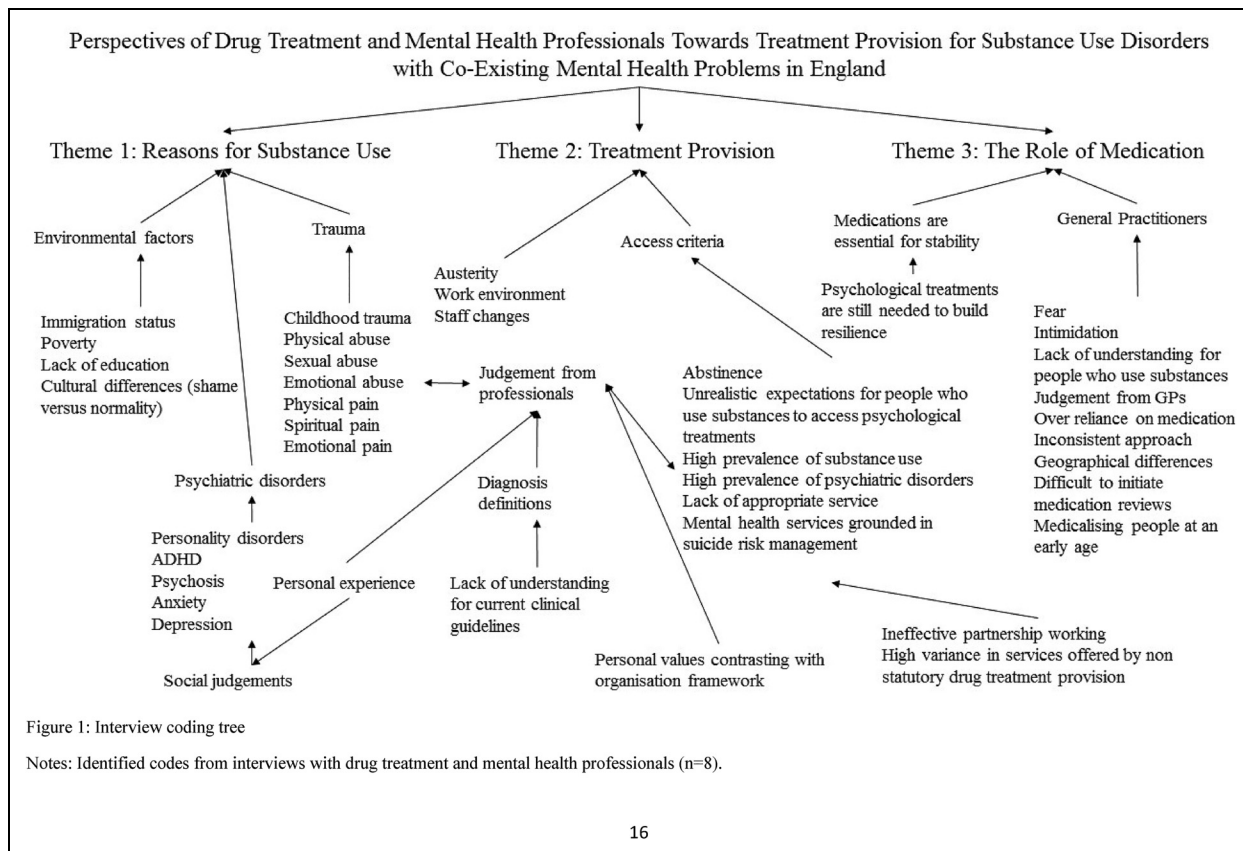 Perspectives of Drug Treatment and Mental Health Professionals Towards Treatment Provision for Substance Use Disorders
with Co-Existing Mental Health Problems in England
Theme 1: Reasons for Substance Use
Theme 2: Treatment Provision
Theme 3: The Role of Medication
Environmental factors
Immigration status
Poverty
Lack of education
Cultural differences (shame
versus normality)
Trauma
Childhood trauma
Physical abuse
Sexual abuse
Emotional abuse
Physical pain
Spiritual pain
Emotional pain
Psychiatric disorders
Personality disorders
ADHD
Psychosis
Anxiety
Depression
Social judgements
Personal experience
Austerity
Work environment
Staff changes
Access criteria
Judgement from
professionals
Diagnosis
definitions
Lack of understanding
for current clinical
guidelines
Abstinence
Unrealistic expectations for people who
use substances to access psychological
treatments
High prevalence of substance use
High prevalence of psychiatric disorders
Lack of appropriate service
Mental health services grounded in
suicide risk management
Personal values contrasting with
organisation framework
Ineffective partnership working
High variance in services offered by non
statutory drug treatment provision
Medications are
essential for stability
Psychological treatments
are still needed to build
resilience
General Practitioners
Fear
Intimidation
Lack of understanding for
people who use substances
Judgement from GPs
Over reliance on medication
Inconsistent approach
Geographical differences
Difficult to initiate
medication reviews
Medicalising people at an
early age
Figure 1: Interview coding tree
Notes: Identified codes from interviews with drug treatment and mental health professionals (n=8).
16